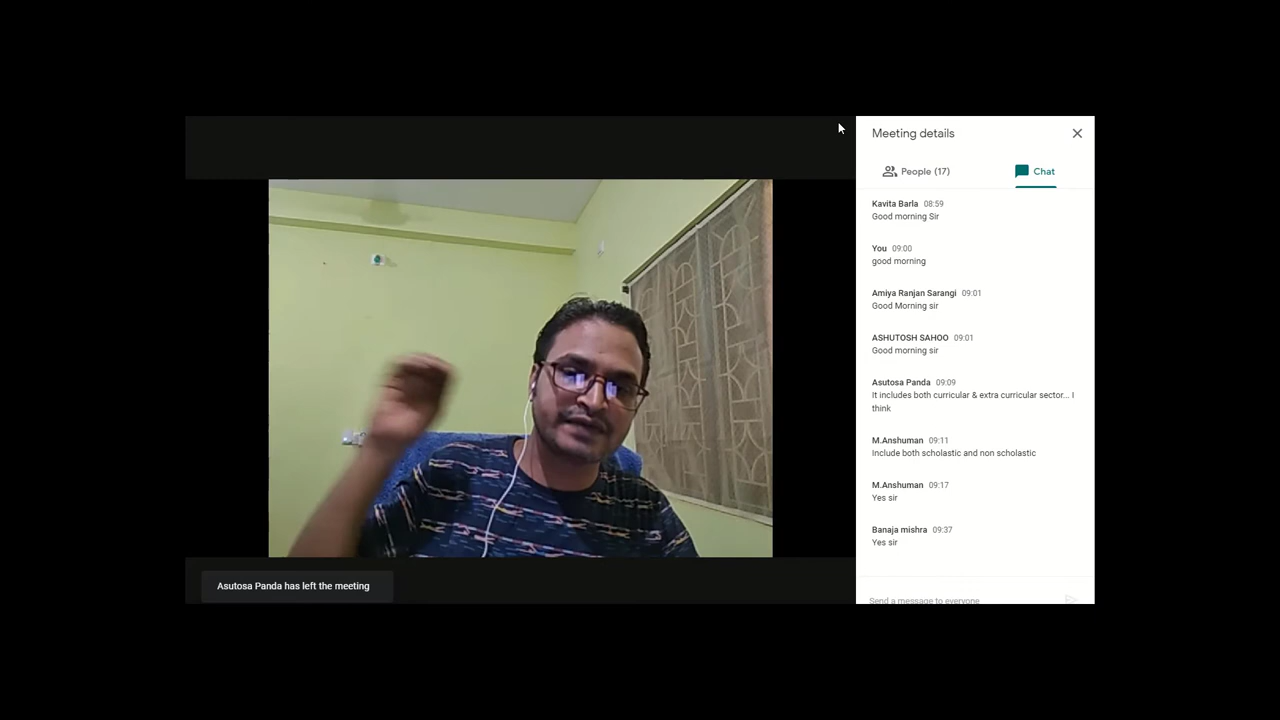 Meeting details
People (17)
Chat
Kavita Barla 08:59
Good morning Sir
You 09:00
good morning
Amiya Ranjan Sarangi 09:01
Good Morning sir
ASHUTOSH SAHOO 09:01
Good morning sir
Asutosa Panda 09:09
It includes both curricular & extra curricular sector... I
think
M.Anshuman 09:11
Include both scholastic and non scholastic
M.Anshuman 09:17
Yes sir
Banaja mishra 09:37
Yes sir
Asutosa Panda has left the meeting
Send a message to everyone